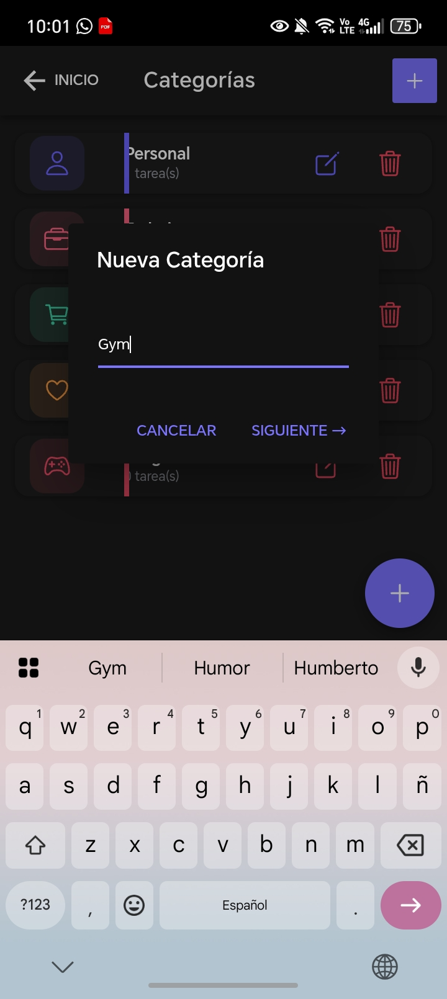 10:01 PDF Vo LTE 4G 75
INICIO Categorías
Personal
tarea(s)
Nueva Categoría
Gym
CANCELAR SIGUIENTE →
tarea(s)
Gym Humor Humberto
q1 w2 e3 r4 t5 y6 u7 i8 o9 p0
a s d f g h j k l ñ
z x c v b n m
?123 , Español .